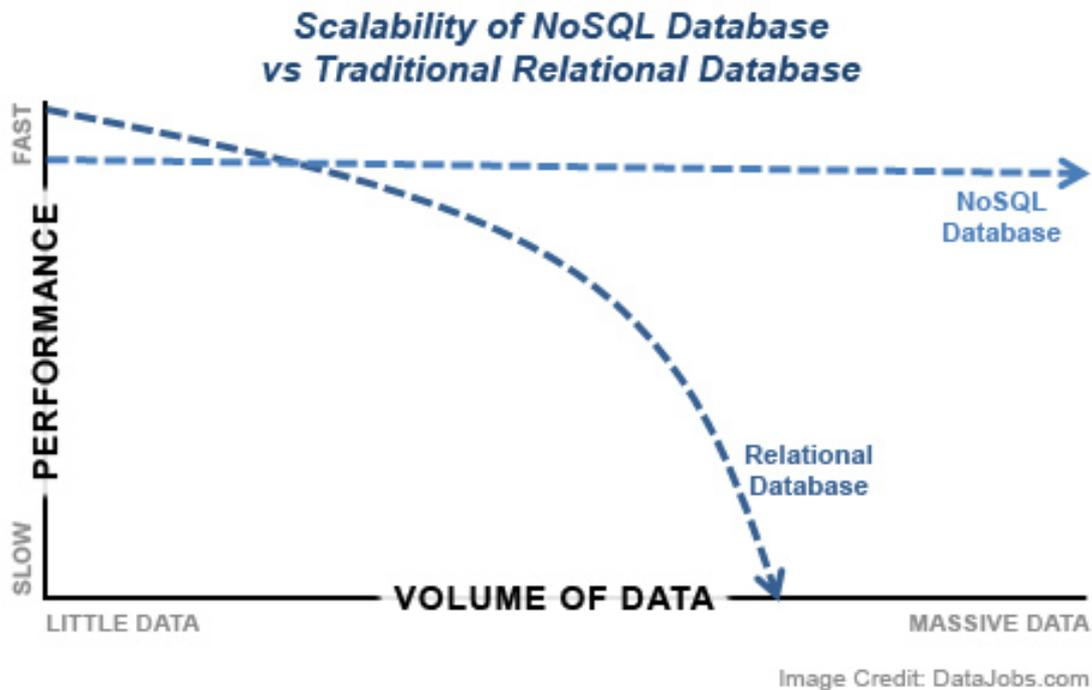 Scalability of NoSQL Database
vs Traditional Relational Database
FAST
PERFORMANCE
SLOW
NoSQL
Database
Relational
Database
LITTLE DATA
VOLUME OF DATA
MASSIVE DATA
Image Credit: DataJobs.com